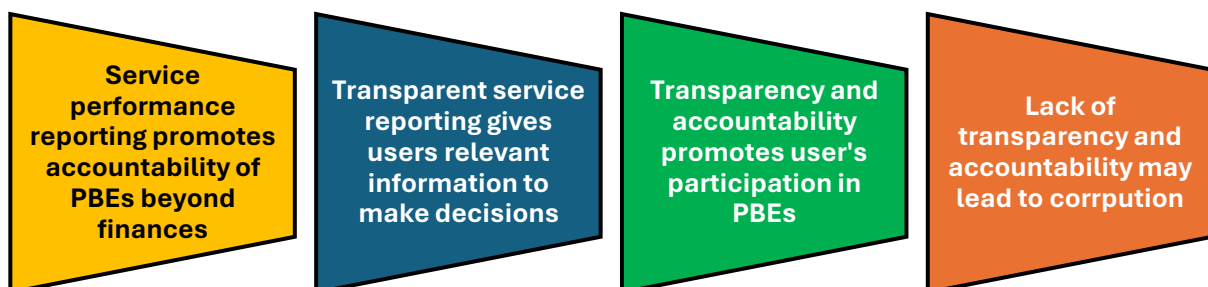 Service
performance
reporting promotes
accountability of
PBEs beyond
finances
Transparent service
reporting gives
users relevant
information to
make decisions
Transparency and
accountability
promotes user's
participation in
PBEs
Lack of
transparency and
accountability may
lead to corrpution